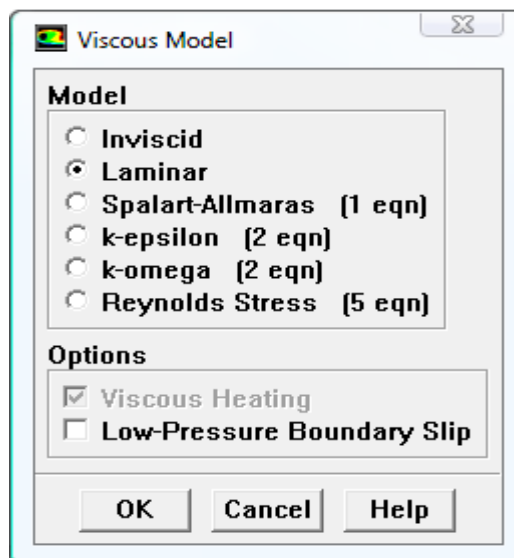 Viscous Model
Model
Inviscid
Laminar
Spalart-Allmaras (1 eqn)
k-epsilon (2 eqn)
k-omega (2 eqn)
Reynolds Stress (5 eqn)
Options
Viscous Heating
Low-Pressure Boundary Slip
OK Cancel Help